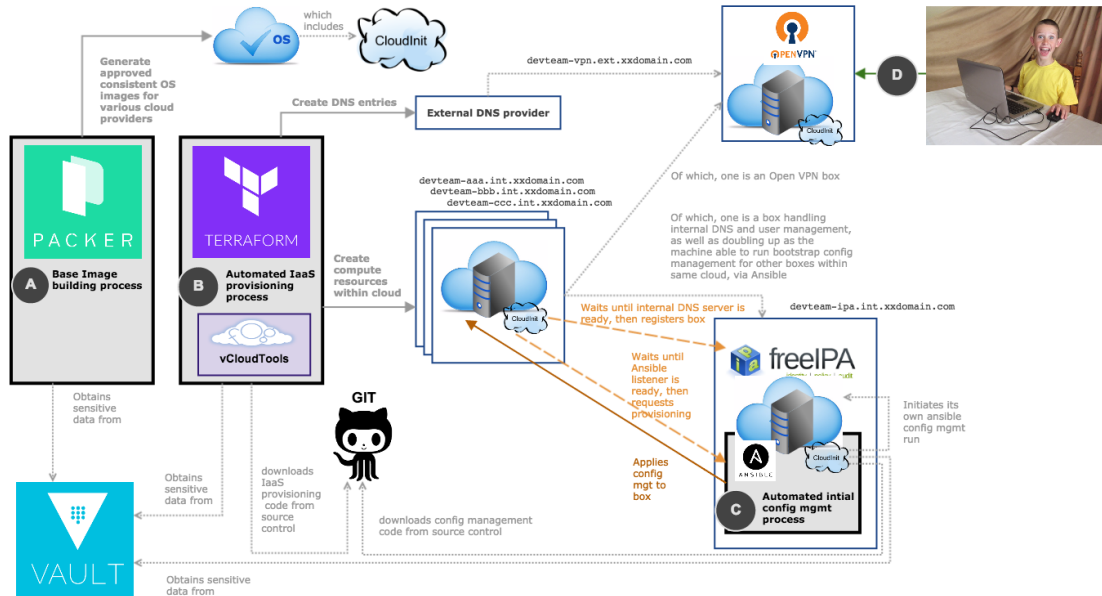 OS
which
includes
CloudInit
Generate
approved
consistent OS
images for
various cloud
providers
Create DNS entries
External DNS provider
devteam-vpn.ext.xxdomain.com
OPENVPN
CloudInit
D
PACKER
A
Base Image
building process
TERRAFORM
B
Automated IaaS
provisioning
process
vCloudTools
Create
compute
resources
within cloud
devteam-aaa.int.xxdomain.com
devteam-bbb.int.xxdomain.com
devteam-ccc.int.xxdomain.com
CloudInit
Of which, one is an Open VPN box
Of which, one is a box handling
internal DNS and user management,
as well as doubling up as the
machine able to run bootstrap config
management for other boxes within
same cloud, via Ansible
Waits until internal DNS server is
ready, then registers box
devteam-ipa.int.xxdomain.com
freeIPA
Waits until
Ansible
listener is
ready, then
requests
provisioning
Applies
config
mgt to
box
CloudInit
ANSIBLE
C
Automated intial
config mgmt
process
Initiates its
own ansible
config mgmt
run
Obtains
sensitive
data from
GIT
Obtains
sensitive
data from
downloads
IaaS
provisioning
code from
source
control
downloads config management
code from source control
VAULT
Obtains sensitive
data from